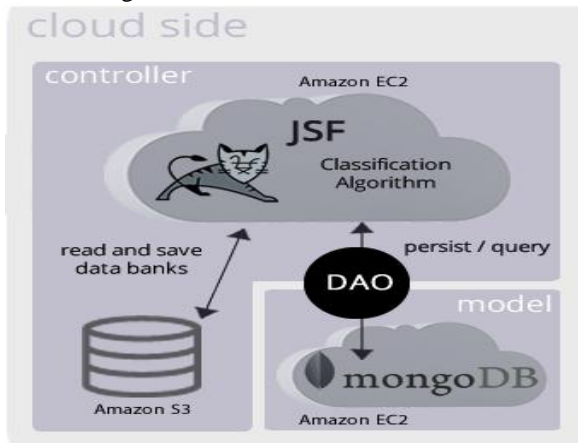 cloud side
controller
Amazon EC2
JSF
Classification
Algorithm
read and save
data banks
persist / query
DAO
model
mongoDB
Amazon S3
Amazon EC2